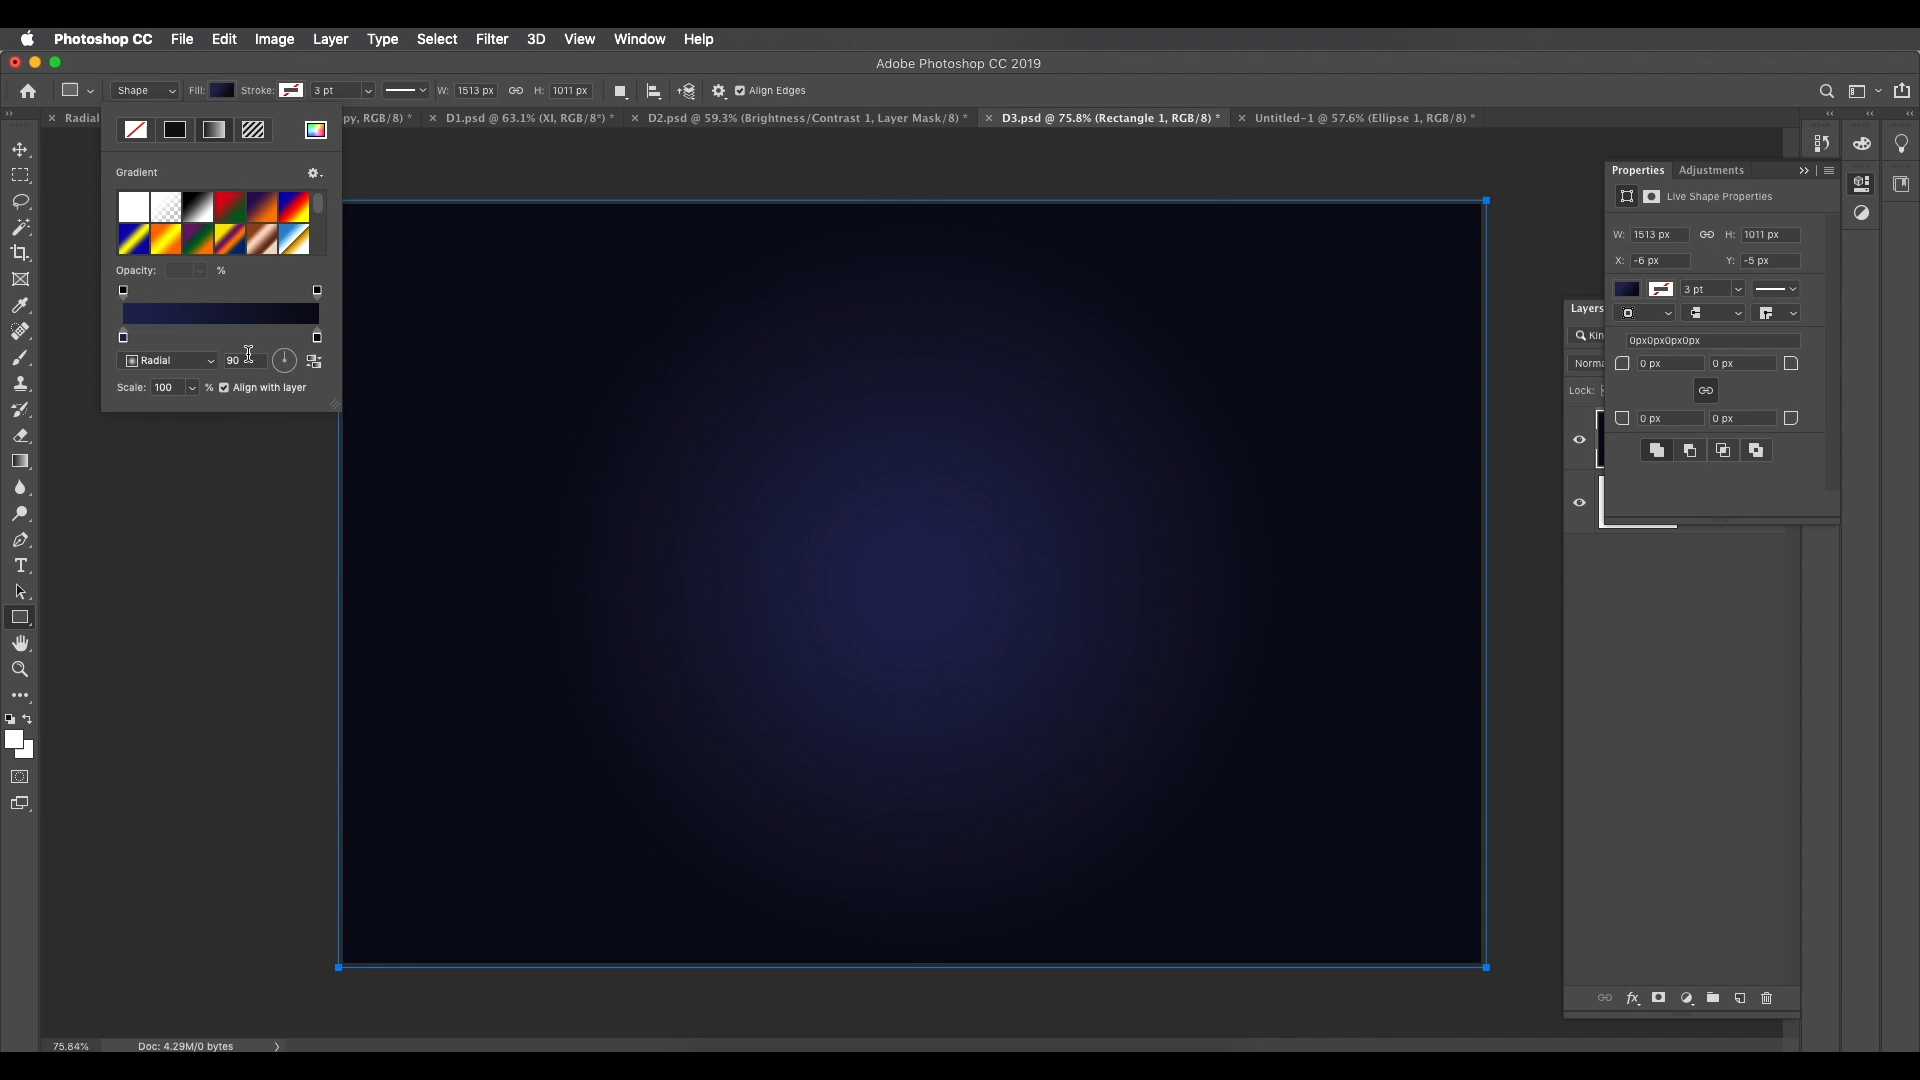 Photoshop CC File Edit Image Layer Type Select Filter 3D View Window Help
Adobe Photoshop CC 2019
Shape Fill: Stroke: 3 pt W: 1513 px H: 1011 px Align Edges
Radial py, RGB/8) * D1.psd @ 63.1% (XI, RGB/8*) * D2.psd @ 59.3% (Brightness/Contrast 1, Layer Mask/8) * D3.psd @ 75.8% (Rectangle 1, RGB/8) * Untitled-1 @ 57.6% (Ellipse 1, RGB/8) *
Gradient
Opacity: %
Radial 90
Scale: 100 % Align with layer
Properties Adjustments
Live Shape Properties
W: 1513 px H: 1011 px
X: -6 px Y: -5 px
3 pt
0px0px0px0px
0 px 0 px
0 px 0 px
Layers
Kin
Norma
Lock:
fx
75.84% Doc: 4.29M/0 bytes